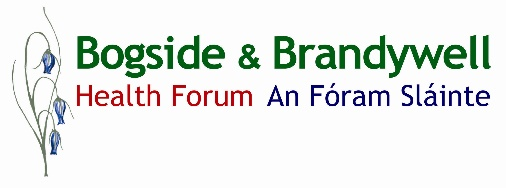 Bogside & Brandywell
Health Forum An Fóram Sláinte